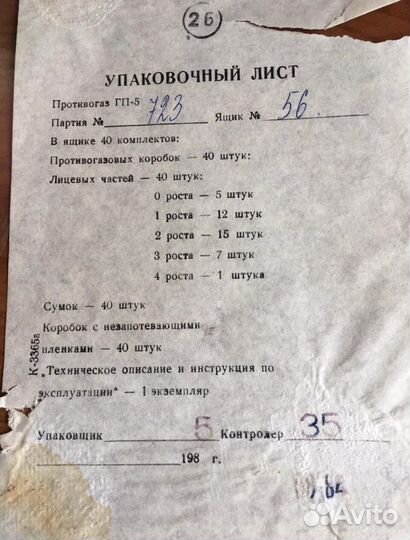 26
УПАКОВОЧНЫЙ ЛИСТ
Противогаз ГП-5
Партия № 723 Ящик № 56.
В ящике 40 комплектов:
Противогазовых коробок — 40 штук:
Лицевых частей — 40 штук:
0 роста — 5 штук
1 роста — 12 штук
2 роста — 15 штук
3 роста — 7 штук
4 роста — 1 штука
Сумок — 40 штук
Коробок с незапотевающими
пленками — 40 штук
„Техническое описание и инструкция по
эксплуатации" — 1 экземпляр
К-3365г
Упаковщик 5 Контролер 35
198 г.
Avito